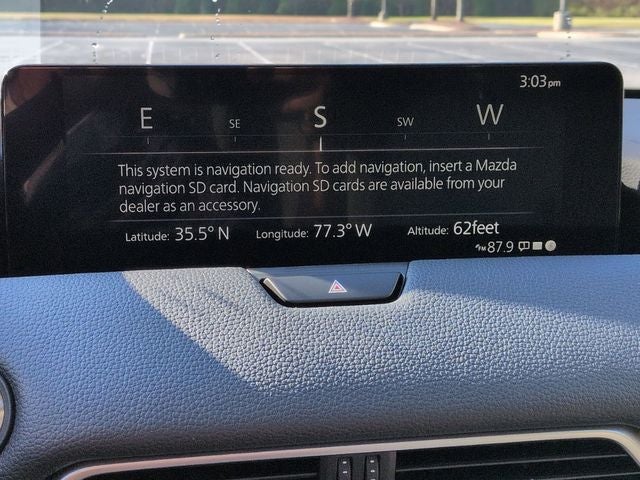 3:03pm
E SE S SW W
This system is navigation ready. To add navigation, insert a Mazda
navigation SD card. Navigation SD cards are available from your
dealer as an accessory.
Latitude: 35.5° N Longitude: 77.3° W Altitude: 62feet
FM 87.9